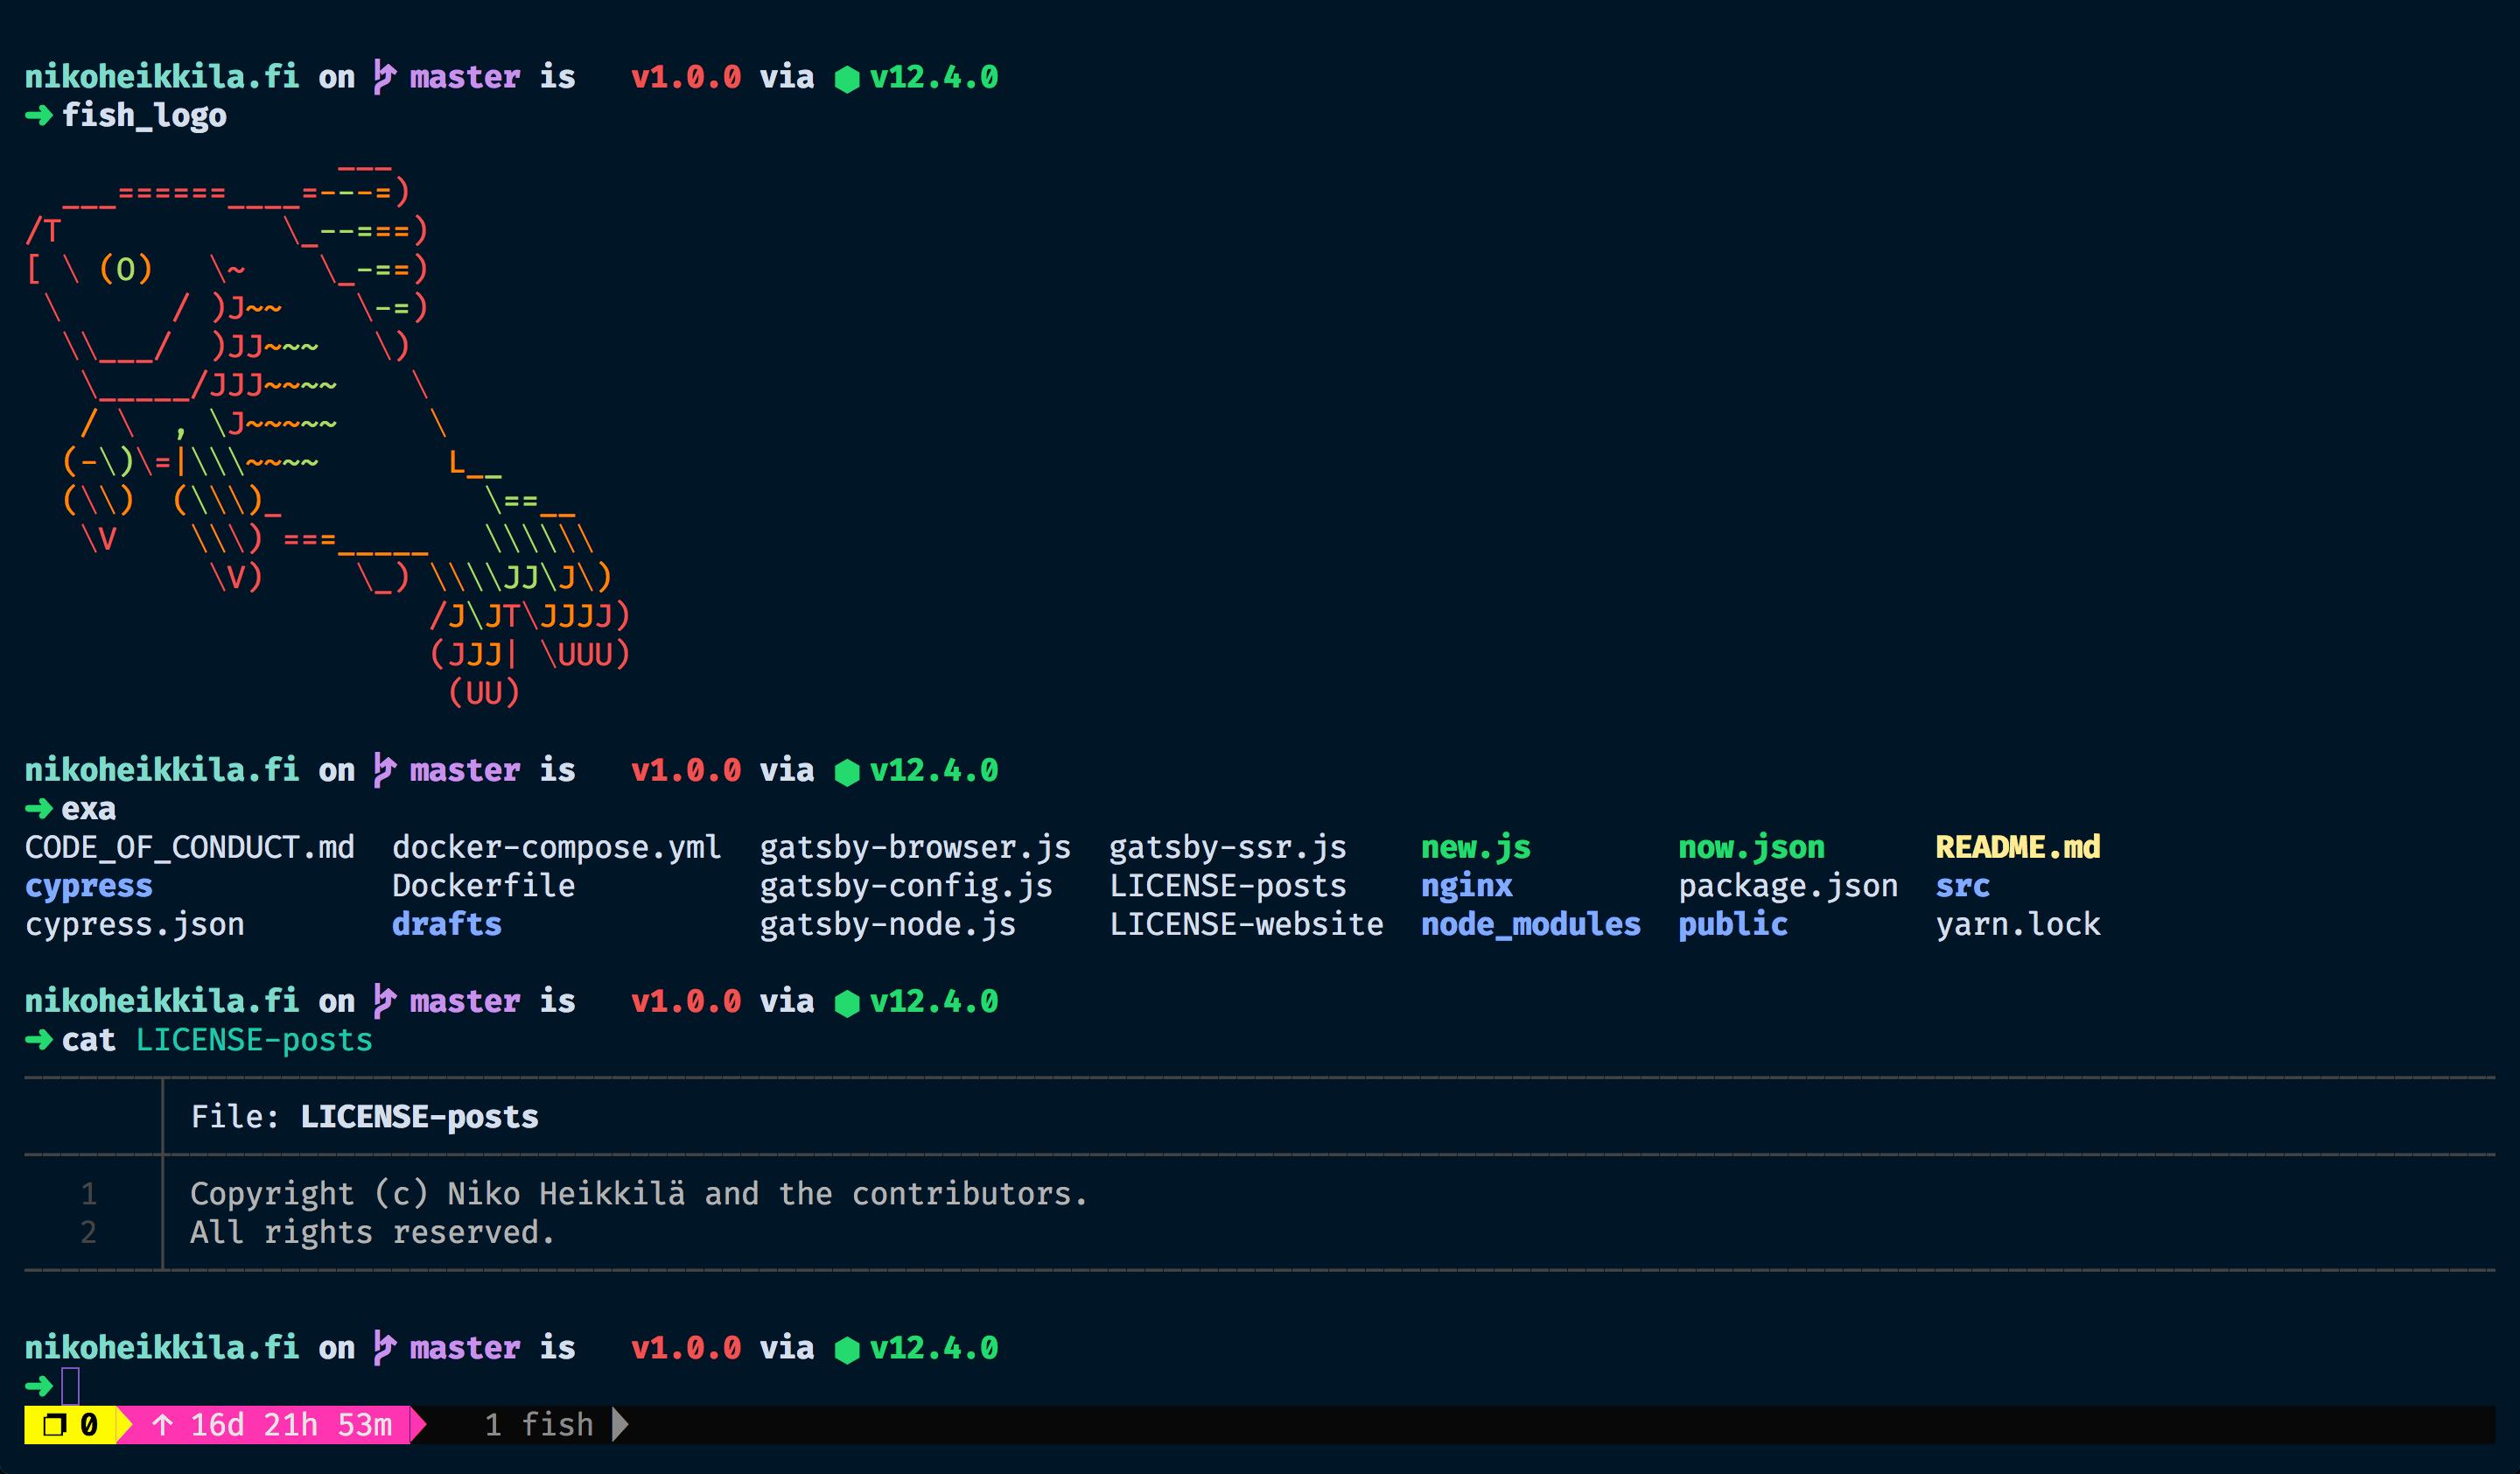 nikoheikkila.fi on master is v1.0.0 via ⬢ v12.4.0
➜ fish_logo
                 ___
  ___======____=---=)
/T            \_--===)
[ \ (O)   \~    \_-==)
 \      / )J~~    \-=)
  \\___/  )JJ~~~   \)
   \_____/JJJ~~~~    \
   / \  , \J~~~~~     \
  (-\)\=|\\\~~~~       L__
  (\\)  (\\\)_           \==__
   \V    \\\) ===_____   \\\\\\
          \V)     \_) \\\\JJ\J\)
                      /J\JT\JJJJ)
                      (JJJ| \UUU)
                       (UU)
nikoheikkila.fi on master is v1.0.0 via ⬢ v12.4.0
➜ exa
CODE_OF_CONDUCT.md  docker-compose.yml  gatsby-browser.js  gatsby-ssr.js    new.js        now.json      README.md
cypress             Dockerfile          gatsby-config.js   LICENSE-posts    nginx         package.json  src
cypress.json        drafts              gatsby-node.js     LICENSE-website  node_modules  public        yarn.lock
nikoheikkila.fi on master is v1.0.0 via ⬢ v12.4.0
➜ cat LICENSE-posts
File: LICENSE-posts
1 Copyright (c) Niko Heikkilä and the contributors.
2 All rights reserved.
nikoheikkila.fi on master is v1.0.0 via ⬢ v12.4.0
➜
❐ 0 ↑ 16d 21h 53m 1 fish